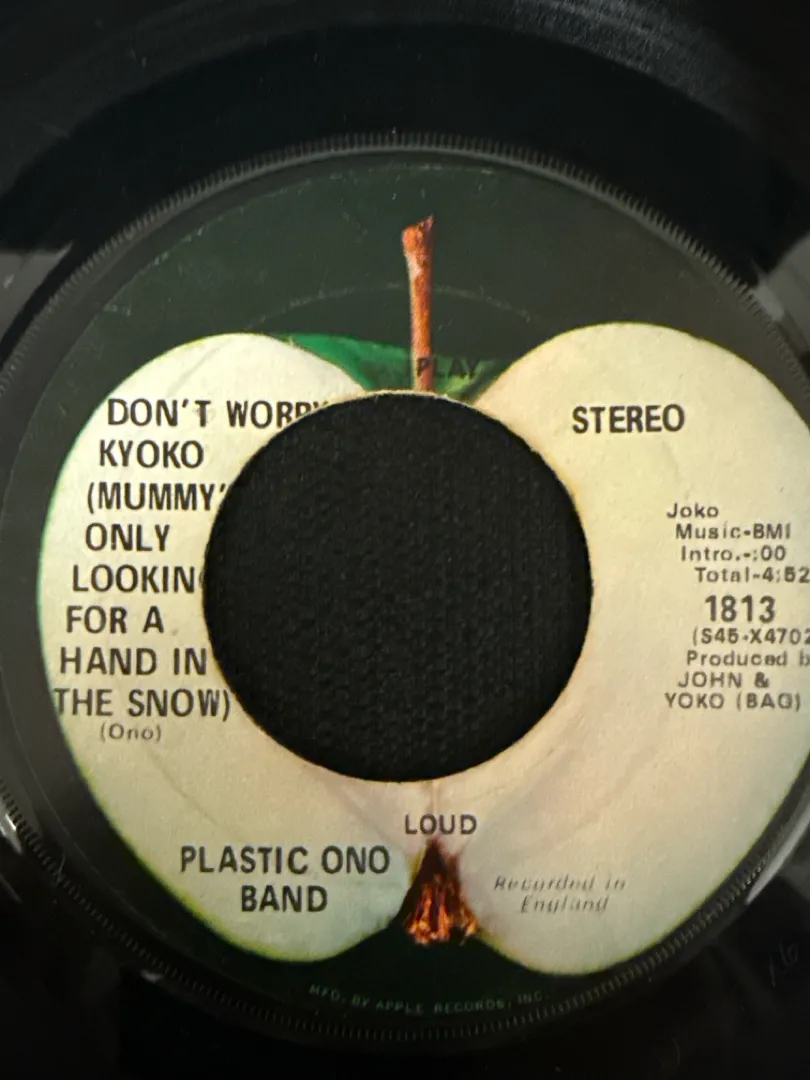 PLAY
DON'T WORRY
KYOKO
(MUMMY'
ONLY
LOOKIN
FOR A
HAND IN
THE SNOW)
(Ono)
STEREO
Joko
Music-BMI
Intro.-:00
Total-4:52
1813
(S45-X4702
Produced b
JOHN &
YOKO (BAG)
LOUD
PLASTIC ONO
BAND
Recorded in
England
MFD. BY APPLE RECORDS, INC.
16